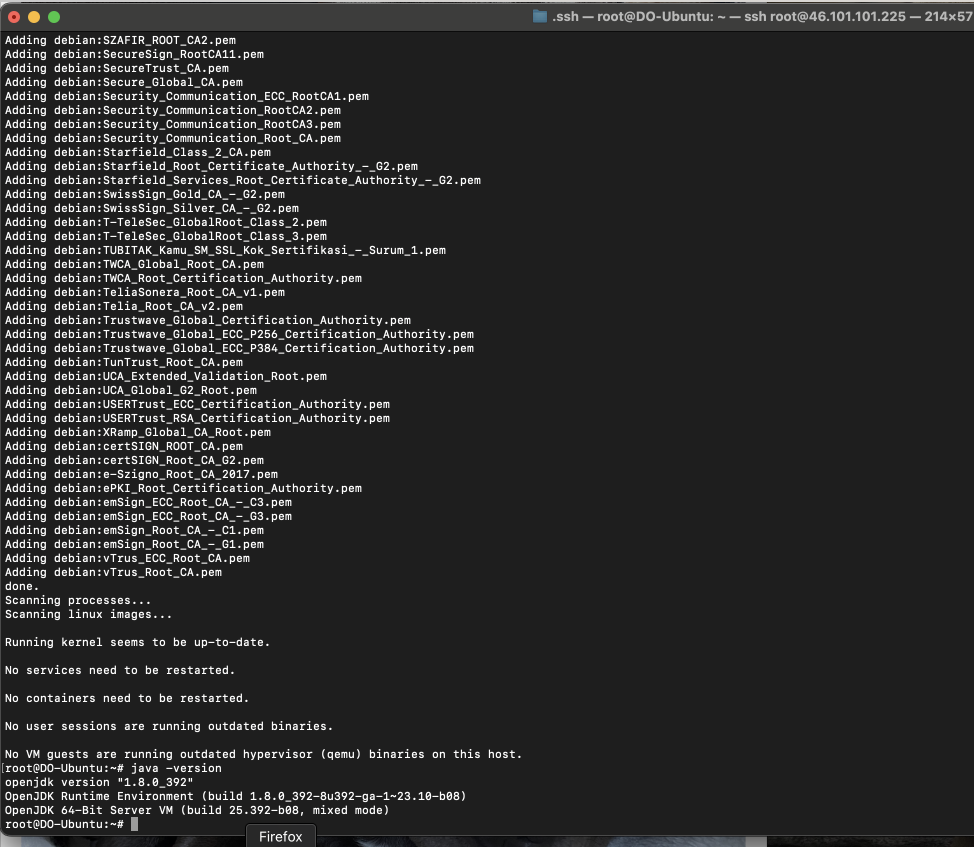 .ssh — root@DO-Ubuntu: ~ — ssh root@46.101.101.225 — 214×57
Adding debian:SZAFIR_ROOT_CA2.pem
Adding debian:SecureSign_RootCA11.pem
Adding debian:SecureTrust_CA.pem
Adding debian:Secure_Global_CA.pem
Adding debian:Security_Communication_ECC_RootCA1.pem
Adding debian:Security_Communication_RootCA2.pem
Adding debian:Security_Communication_RootCA3.pem
Adding debian:Security_Communication_Root_CA.pem
Adding debian:Starfield_Class_2_CA.pem
Adding debian:Starfield_Root_Certificate_Authority_-_G2.pem
Adding debian:Starfield_Services_Root_Certificate_Authority_-_G2.pem
Adding debian:SwissSign_Gold_CA_-_G2.pem
Adding debian:SwissSign_Silver_CA_-_G2.pem
Adding debian:T-TeleSec_GlobalRoot_Class_2.pem
Adding debian:T-TeleSec_GlobalRoot_Class_3.pem
Adding debian:TUBITAK_Kamu_SM_SSL_Kok_Sertifikasi_-_Surum_1.pem
Adding debian:TWCA_Global_Root_CA.pem
Adding debian:TWCA_Root_Certification_Authority.pem
Adding debian:TeliaSonera_Root_CA_v1.pem
Adding debian:Telia_Root_CA_v2.pem
Adding debian:Trustwave_Global_Certification_Authority.pem
Adding debian:Trustwave_Global_ECC_P256_Certification_Authority.pem
Adding debian:Trustwave_Global_ECC_P384_Certification_Authority.pem
Adding debian:TunTrust_Root_CA.pem
Adding debian:UCA_Extended_Validation_Root.pem
Adding debian:UCA_Global_G2_Root.pem
Adding debian:USERTrust_ECC_Certification_Authority.pem
Adding debian:USERTrust_RSA_Certification_Authority.pem
Adding debian:XRamp_Global_CA_Root.pem
Adding debian:certSIGN_ROOT_CA.pem
Adding debian:certSIGN_Root_CA_G2.pem
Adding debian:e-Szigno_Root_CA_2017.pem
Adding debian:ePKI_Root_Certification_Authority.pem
Adding debian:emSign_ECC_Root_CA_-_C3.pem
Adding debian:emSign_ECC_Root_CA_-_G3.pem
Adding debian:emSign_Root_CA_-_C1.pem
Adding debian:emSign_Root_CA_-_G1.pem
Adding debian:vTrus_ECC_Root_CA.pem
Adding debian:vTrus_Root_CA.pem
done.
Scanning processes...
Scanning linux images...
Running kernel seems to be up-to-date.
No services need to be restarted.
No containers need to be restarted.
No user sessions are running outdated binaries.
No VM guests are running outdated hypervisor (qemu) binaries on this host.
[root@DO-Ubuntu:~# java -version
openjdk version "1.8.0_392"
OpenJDK Runtime Environment (build 1.8.0_392-8u392-ga-1~23.10-b08)
OpenJDK 64-Bit Server VM (build 25.392-b08, mixed mode)
root@DO-Ubuntu:~#
Firefox